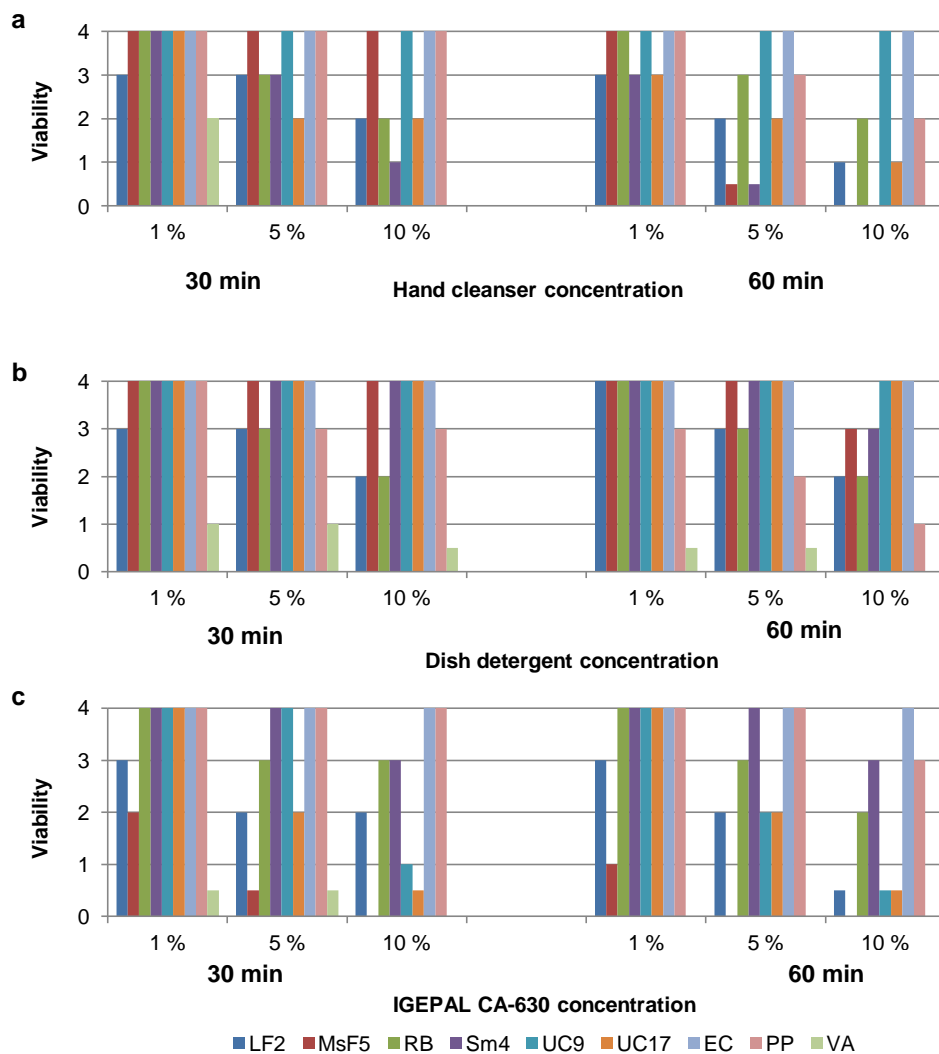 a
4
3
2
1
0
Viability
1 % 5 % 10 % 1 % 5 % 10 %
30 min 60 min
Hand cleanser concentration
b
4
3
2
1
0
Viability
1 % 5 % 10 % 1 % 5 % 10 %
30 min 60 min
Dish detergent concentration
c
4
3
2
1
0
Viability
1 % 5 % 10 % 1 % 5 % 10 %
30 min 60 min
IGEPAL CA-630 concentration
LF2 MsF5 RB Sm4 UC9 UC17 EC PP VA